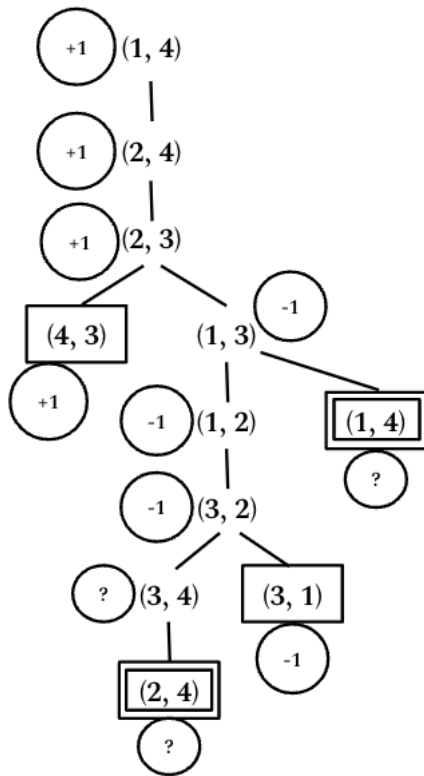 +1 (1, 4)
+1 (2, 4)
+1 (2, 3)
(4, 3) (1, 3) -1
+1
-1 (1, 2) (1, 4)
?
-1 (3, 2)
? (3, 4) (3, 1)
-1
(2, 4)
?